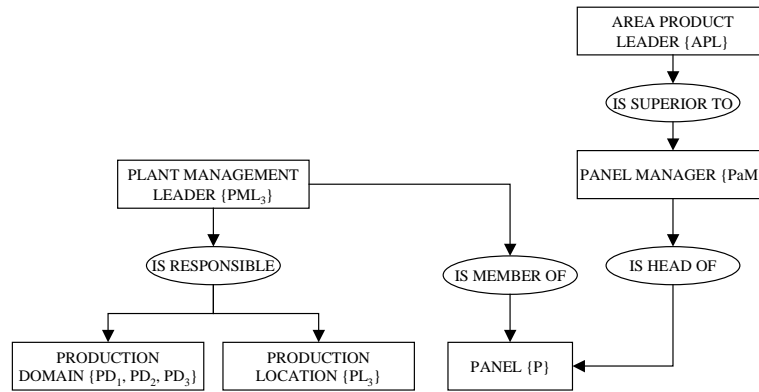 AREA PRODUCT
LEADER {APL}
IS SUPERIOR TO
PLANT MANAGEMENT
LEADER {PML₃}
PANEL MANAGER {PaM
IS RESPONSIBLE
IS MEMBER OF
IS HEAD OF
PRODUCTION
DOMAIN {PD₁, PD₂, PD₃}
PRODUCTION
LOCATION {PL₃}
PANEL {P}